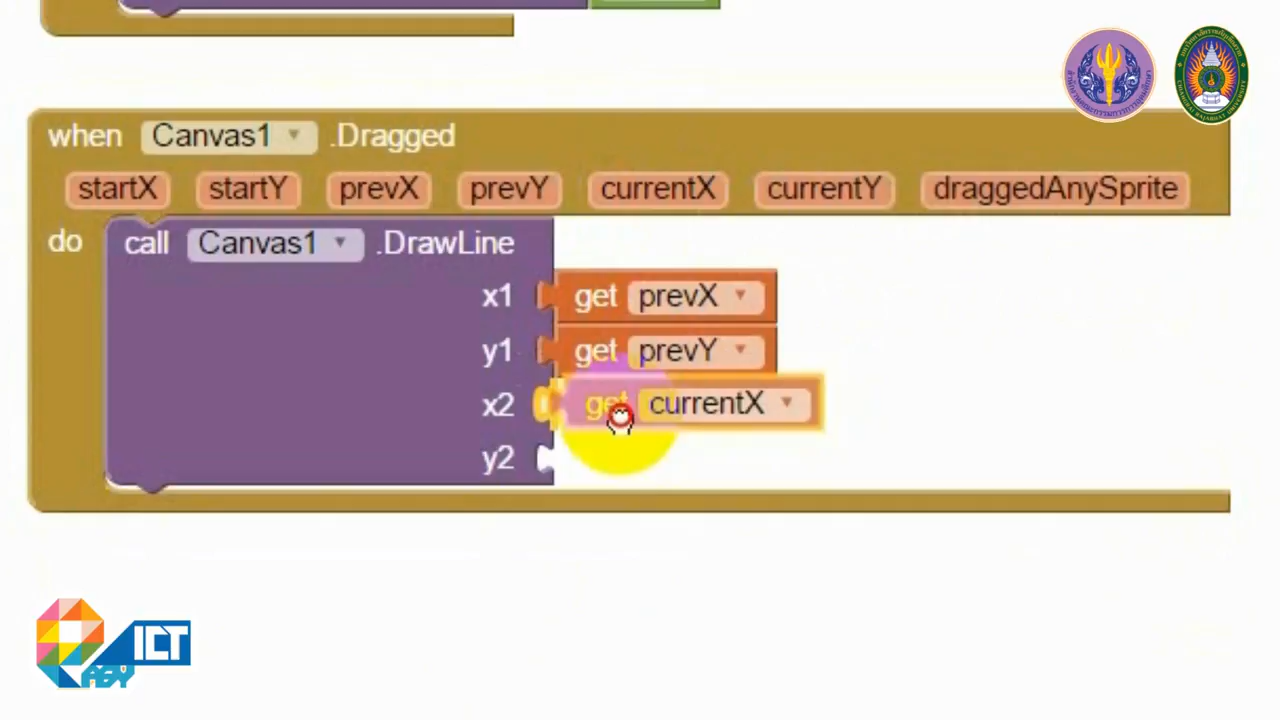 when Canvas1 .Dragged
startX startY prevX prevY currentX currentY draggedAnySprite
do call Canvas1 .DrawLine
x1 get prevX
y1 get prevY
x2 get currentX
y2
ICT